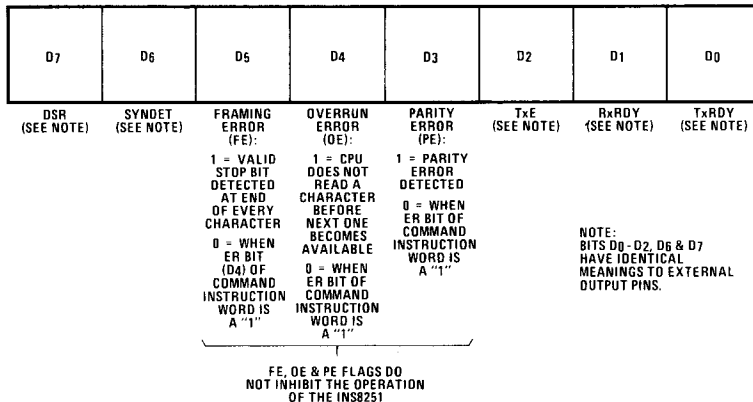 D7
D6
D5
D4
D3
D2
D1
D0
DSR
(SEE NOTE)
SYNDET
(SEE NOTE)
FRAMING
ERROR
(FE):
1 = VALID
STOP BIT
DETECTED
AT END
OF EVERY
CHARACTER
0 = WHEN
ER BIT
(D4) OF
COMMAND
INSTRUCTION
WORD IS
A "1"
OVERRUN
ERROR
(OE):
1 = CPU
DOES NOT
READ A
CHARACTER
BEFORE
NEXT ONE
BECOMES
AVAILABLE
0 = WHEN
ER BIT OF
COMMAND
INSTRUCTION
WORD IS
A "1"
PARITY
ERROR
(PE):
1 = PARITY
ERROR
DETECTED
0 = WHEN
ER BIT OF
COMMAND
INSTRUCTION
WORD IS
A "1"
TxE
(SEE NOTE)
RxRDY
(SEE NOTE)
TxRDY
(SEE NOTE)
NOTE:
BITS D0 - D2, D6 & D7
HAVE IDENTICAL
MEANINGS TO EXTERNAL
OUTPUT PINS.
FE, OE & PE FLAGS DO
NOT INHIBIT THE OPERATION
OF THE INS8251